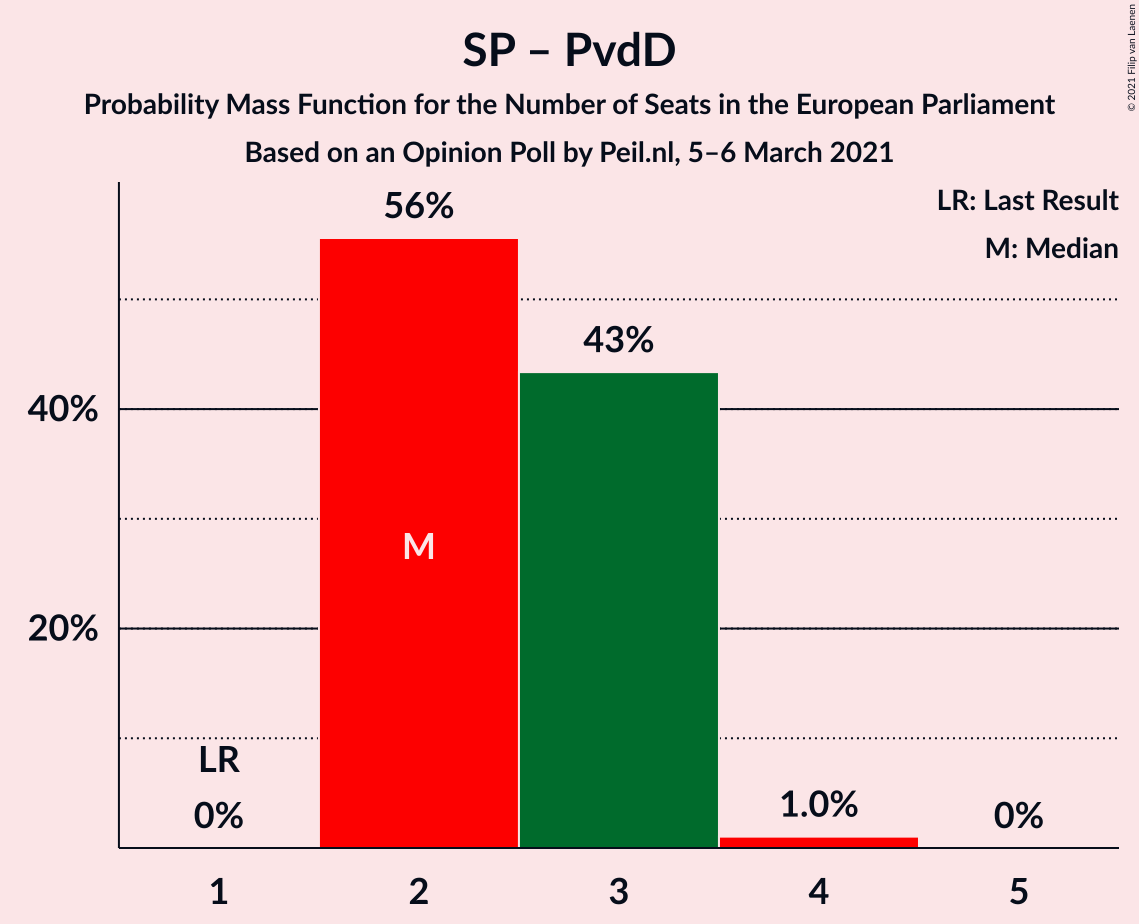 SP – PvdD
Probability Mass Function for the Number of Seats in the European Parliament
Based on an Opinion Poll by Peil.nl, 5–6 March 2021
© 2021 Filip van Laenen
LR: Last Result
M: Median
56%
43%
40%
M
20%
LR
0%
1.0%
0%
1
2
3
4
5